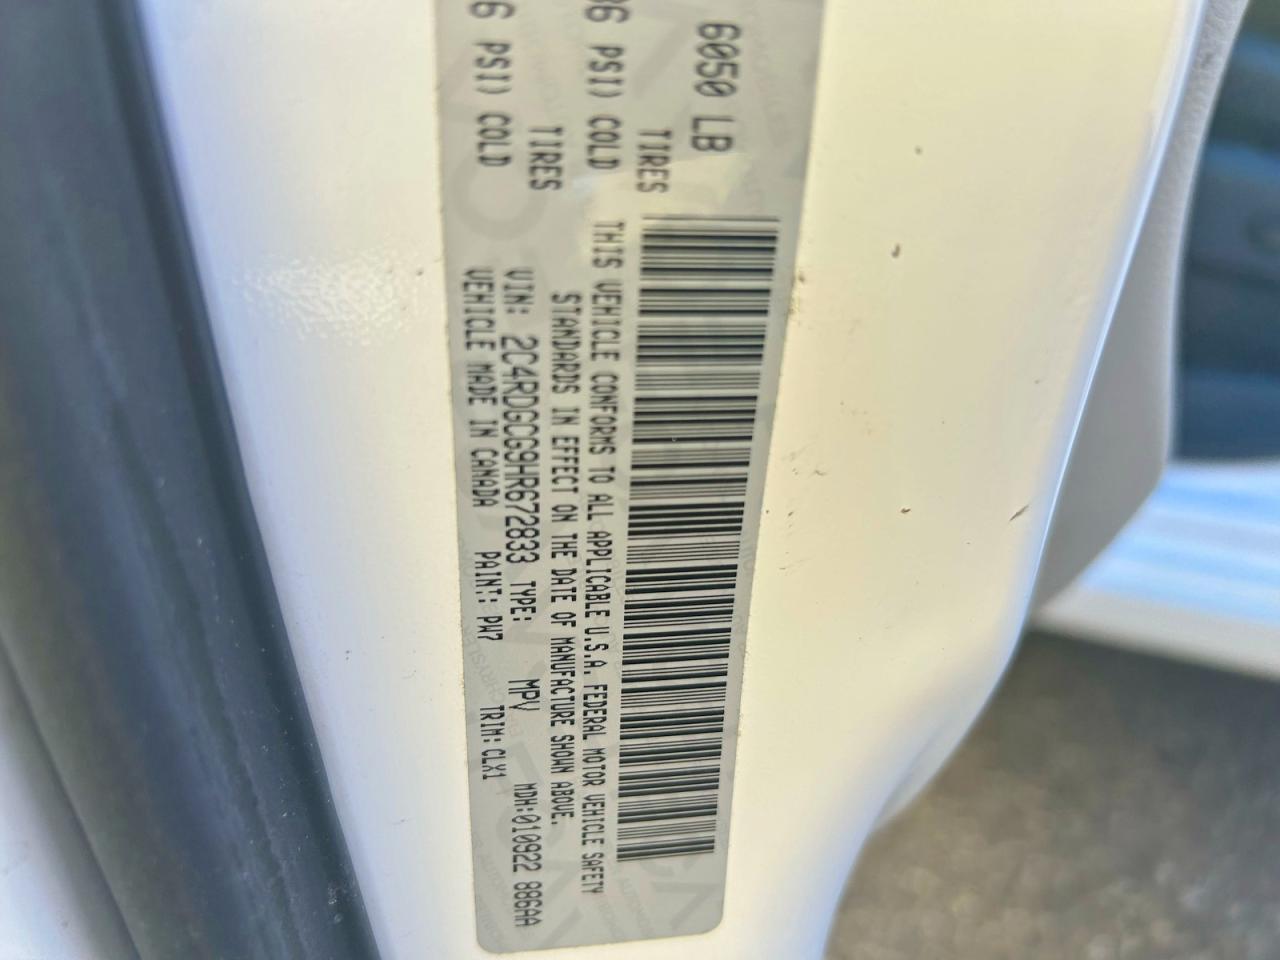 6050 LB
TIRES
6 PSI) COLD
TIRES
6 PSI) COLD
THIS VEHICLE CONFORMS TO ALL APPLICABLE U.S.A. FEDERAL MOTOR VEHICLE SAFETY
STANDARDS IN EFFECT ON THE DATE OF MANUFACTURE SHOWN ABOVE.
VIN: 2C4RDGCG9HR672833 TYPE: MPV MDH:010922 886AA
VEHICLE MADE IN CANADA PAINT: PW7 TRIM: CLX1